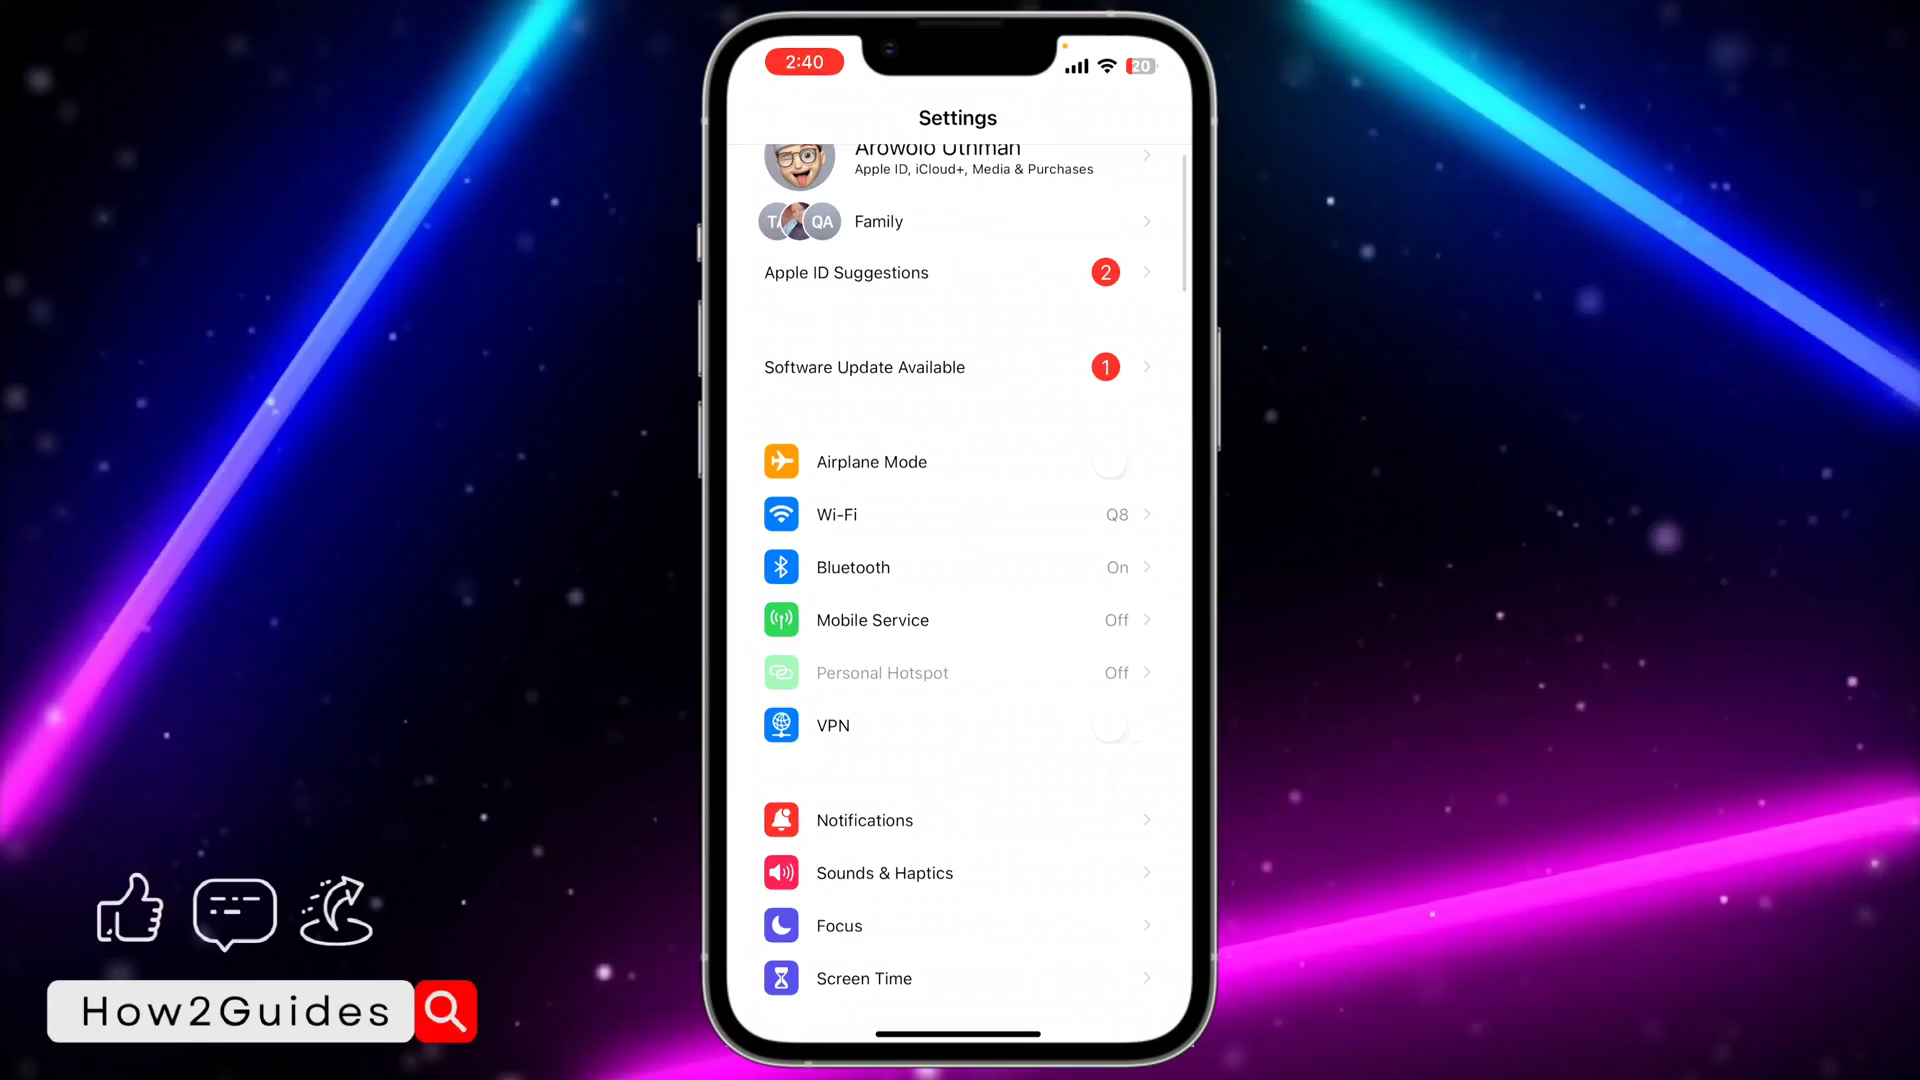 2:40
20
Settings
Arowolo Uthman
Apple ID, iCloud+, Media & Purchases
TA QA Family
Apple ID Suggestions 2
Software Update Available 1
Airplane Mode
Wi-Fi Q8
Bluetooth On
Mobile Service Off
Personal Hotspot Off
VPN
Notifications
Sounds & Haptics
Focus
Screen Time
How2Guides